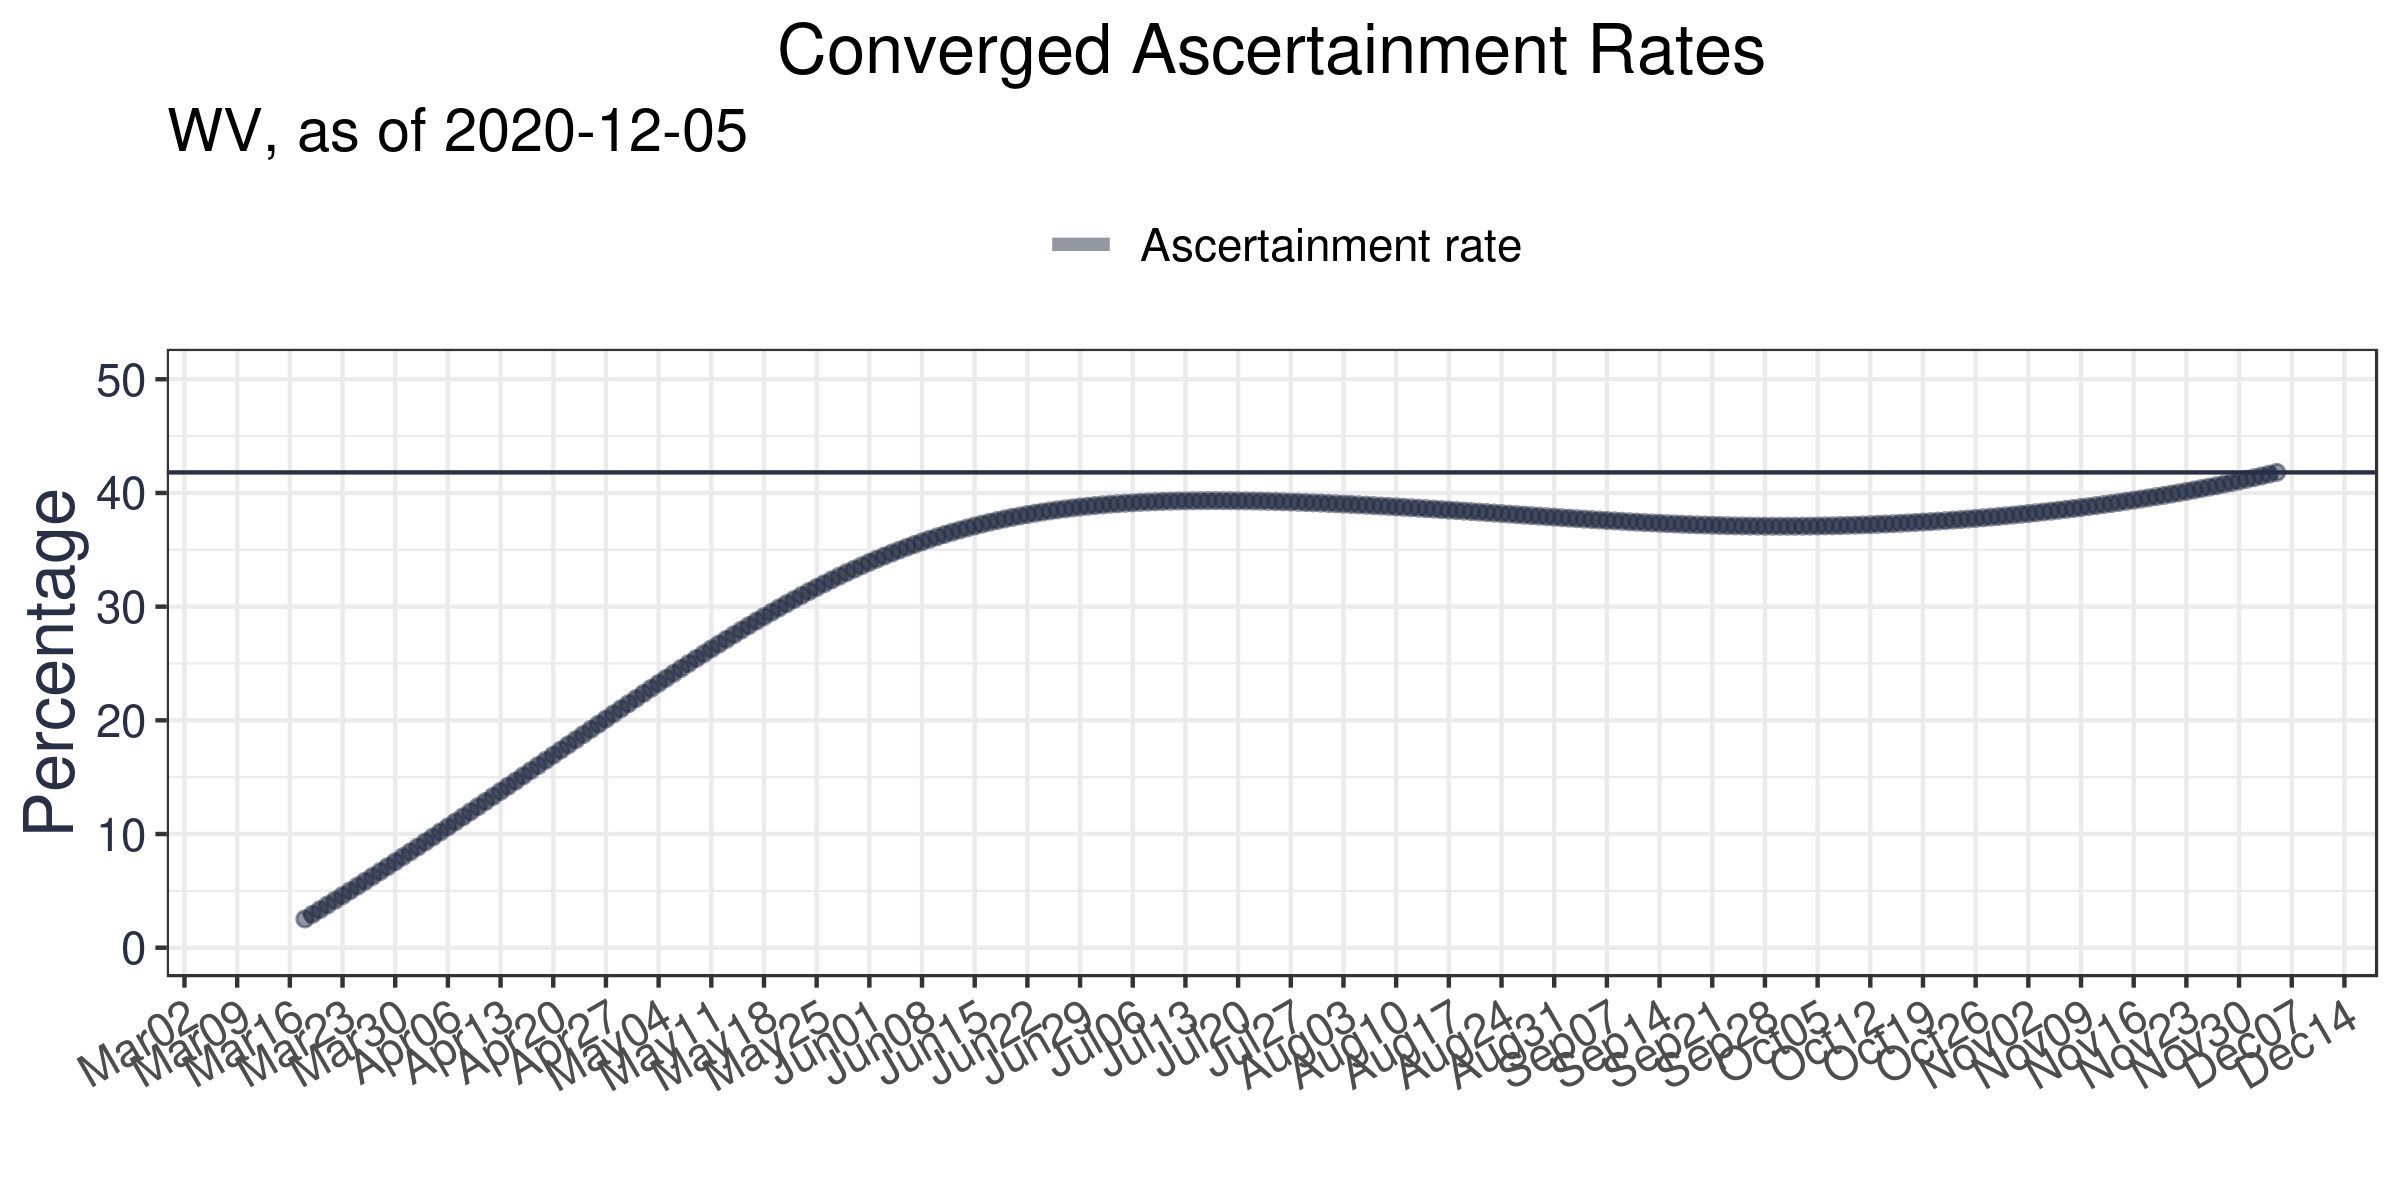 Converged Ascertainment Rates
WV, as of 2020-12-05
Ascertainment rate
Percentage
50
40
30
20
10
0
Mar02
Mar09
Mar16
Mar23
Mar30
Apr06
Apr13
Apr20
Apr27
May04
May11
May18
May25
Jun01
Jun08
Jun15
Jun22
Jun29
Jul06
Jul13
Jul20
Jul27
Aug03
Aug10
Aug17
Aug24
Aug31
Sep07
Sep14
Sep21
Sep28
Oct05
Oct12
Oct19
Oct26
Nov02
Nov09
Nov16
Nov23
Nov30
Dec07
Dec14